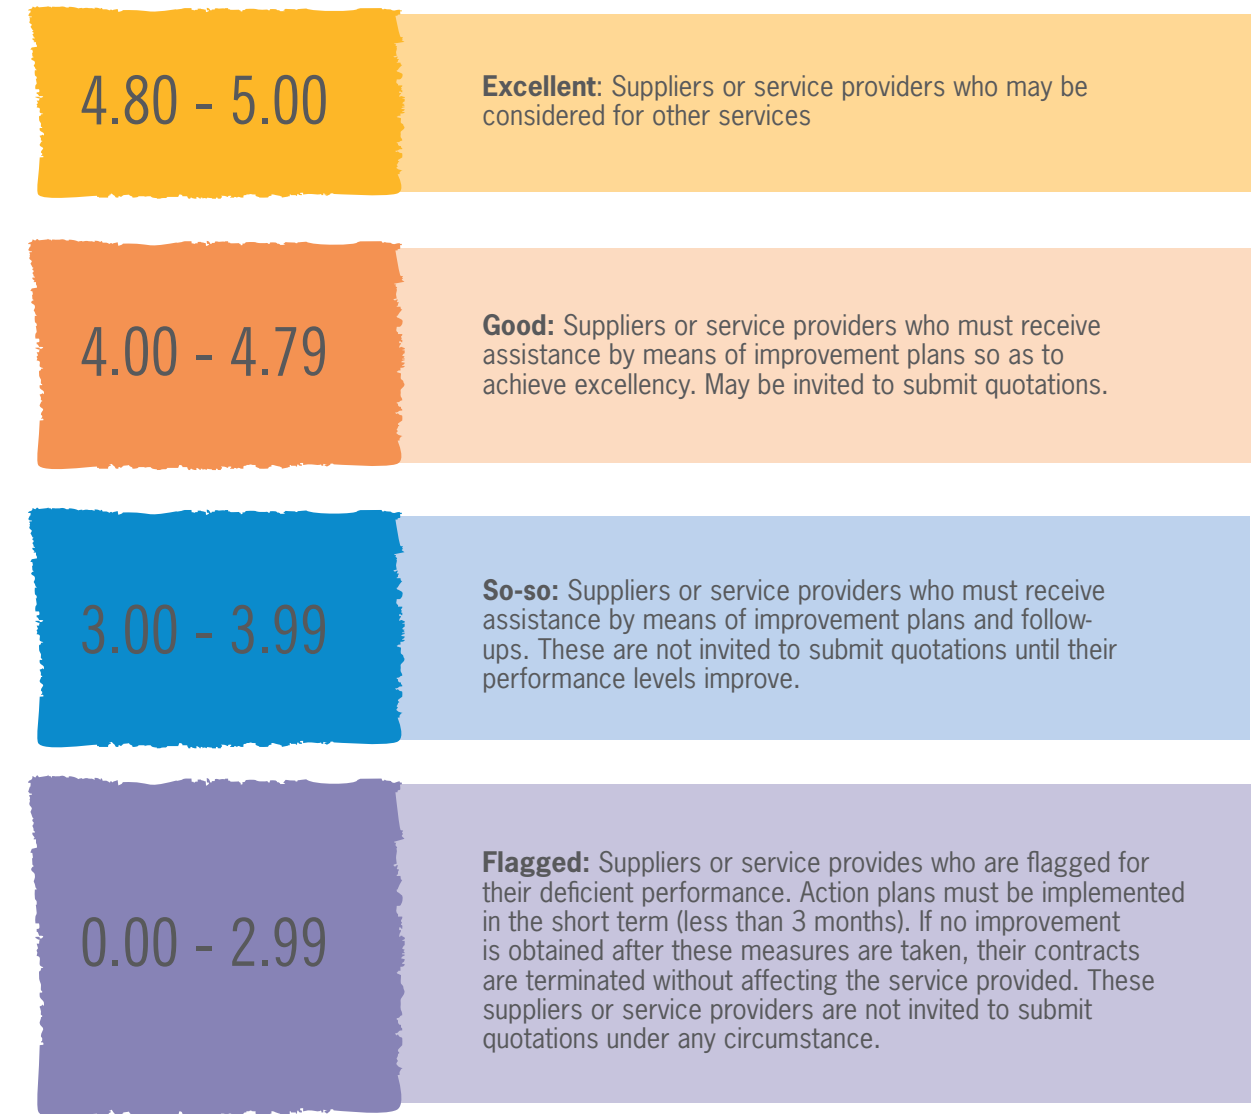 4.80 - 5.00
Excellent: Suppliers or service providers who may be
considered for other services
4.00 - 4.79
Good: Suppliers or service providers who must receive
assistance by means of improvement plans so as to
achieve excellency. May be invited to submit quotations.
3.00 - 3.99
So-so: Suppliers or service providers who must receive
assistance by means of improvement plans and follow-
ups. These are not invited to submit quotations until their
performance levels improve.
0.00 - 2.99
Flagged: Suppliers or service provides who are flagged for
their deficient performance. Action plans must be implemented
in the short term (less than 3 months). If no improvement
is obtained after these measures are taken, their contracts
are terminated without affecting the service provided. These
suppliers or service providers are not invited to submit
quotations under any circumstance.